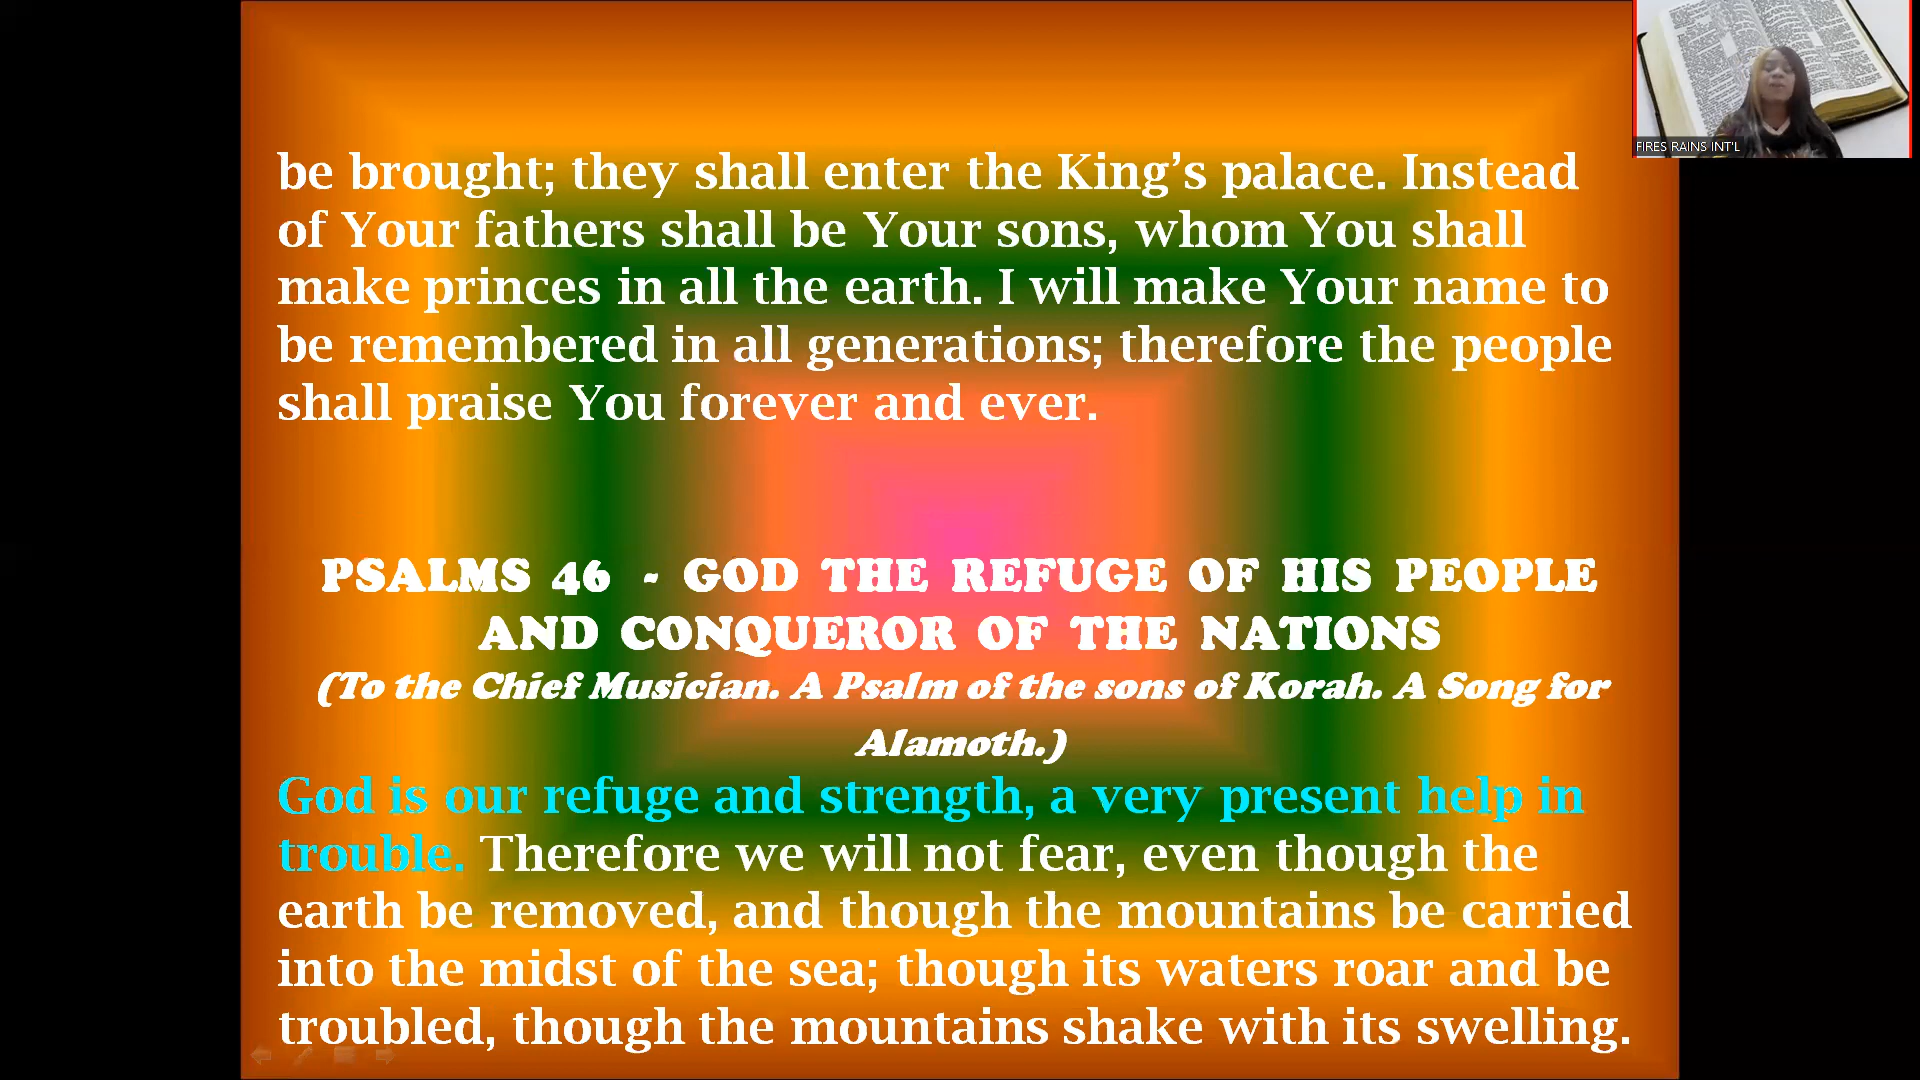 FIRES RAINS INT'L
be brought; they shall enter the King’s palace. Instead
of Your fathers shall be Your sons, whom You shall
make princes in all the earth. I will make Your name to
be remembered in all generations; therefore the people
shall praise You forever and ever.
PSALMS 46 - GOD THE REFUGE OF HIS PEOPLE
AND CONQUEROR OF THE NATIONS
(To the Chief Musician. A Psalm of the sons of Korah. A Song for
Alamoth.)
God is our refuge and strength, a very present help in
trouble. Therefore we will not fear, even though the
earth be removed, and though the mountains be carried
into the midst of the sea; though its waters roar and be
troubled, though the mountains shake with its swelling.